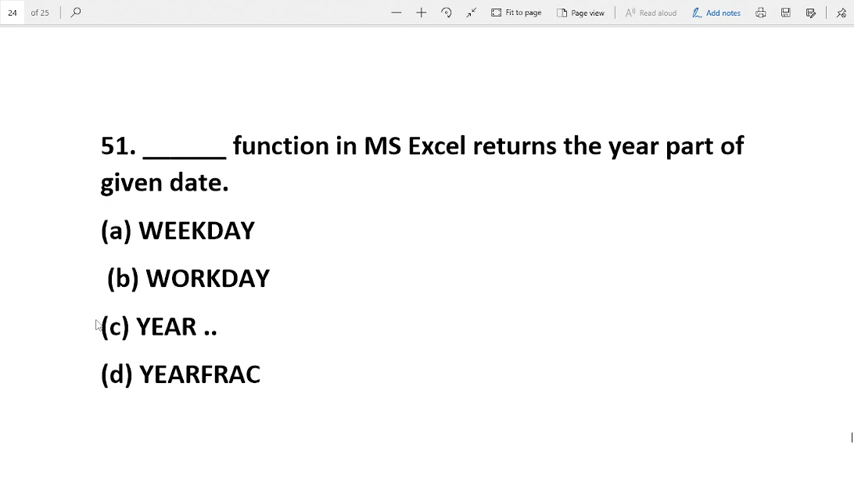 24 of 25 Fit to page Page view Read aloud Add notes
51. ______ function in MS Excel returns the year part of
given date.
(a) WEEKDAY
(b) WORKDAY
(c) YEAR ..
(d) YEARFRAC